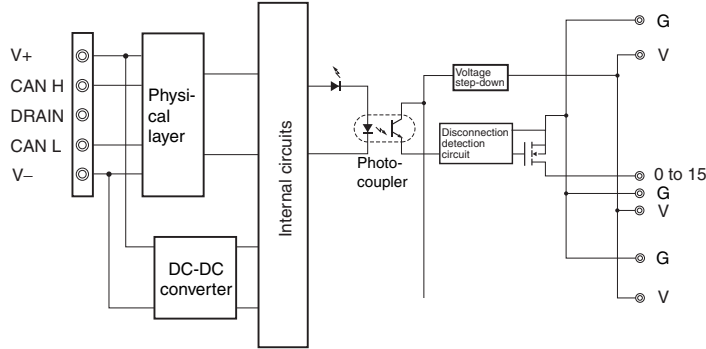 V+
CAN H
DRAIN
CAN L
V–
Physi-
cal
layer
DC-DC
converter
Internal circuits
Photo-
coupler
Voltage
step-down
Disconnection
detection
circuit
G
V
0 to 15
G
V
G
V